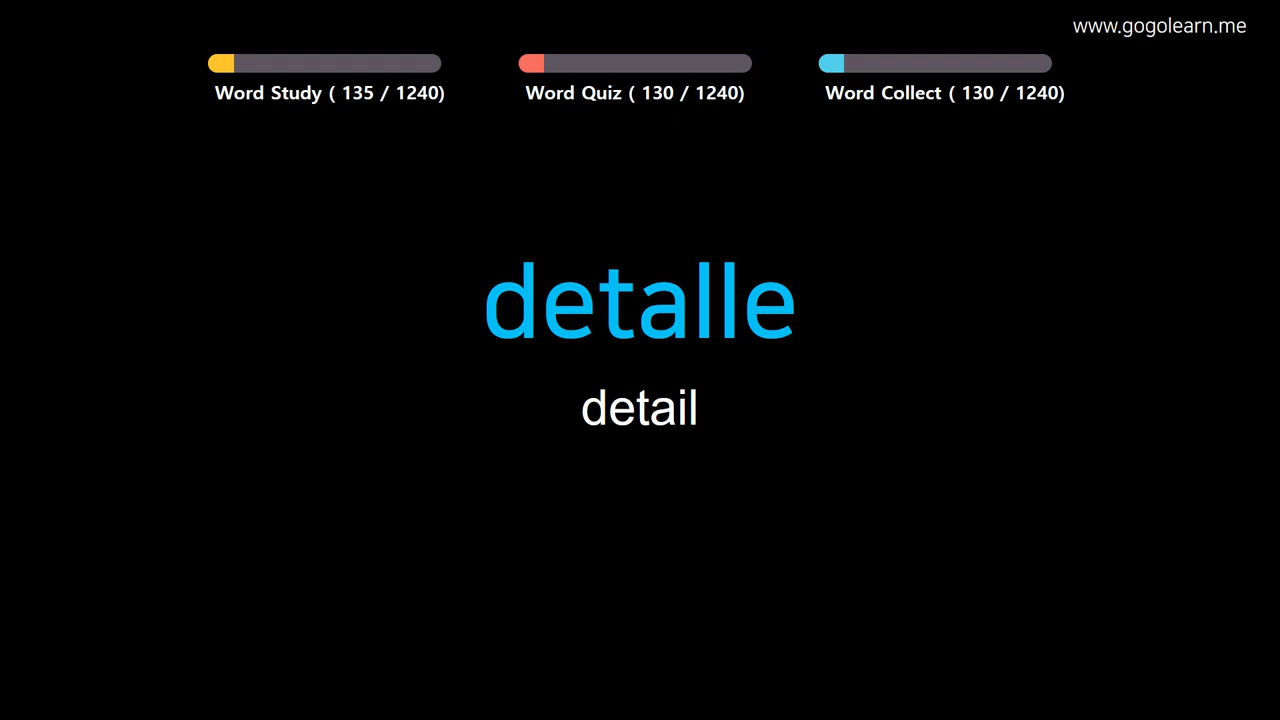 www.gogolearn.me
Word Study ( 135 / 1240)
Word Quiz ( 130 / 1240)
Word Collect ( 130 / 1240)
detalle
detail